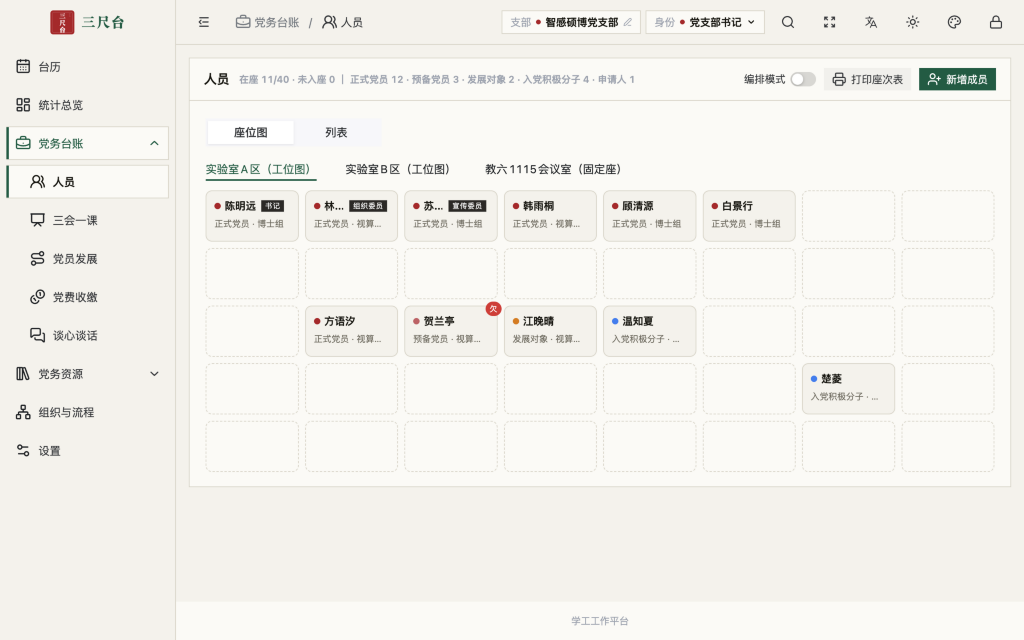 三尺台
三尺台
党务台账 / 人员
支部 智感硕博党支部
身份 党支部书记
台历
统计总览
党务台账
人员
三会一课
党员发展
党费收缴
谈心谈话
党务资源
组织与流程
设置
人员 在座 11/40 · 未入座 0 | 正式党员 12 · 预备党员 3 · 发展对象 2 · 入党积极分子 4 · 申请人 1
编排模式
打印座次表
新增成员
座位图 列表
实验室A区（工位图） 实验室B区（工位图） 教六1115会议室（固定座）
陈明远 书记
正式党员 · 博士组
林... 组织委员
正式党员 · 视算...
苏... 宣传委员
正式党员 · 博士组
韩雨桐
正式党员 · 视算...
顾清源
正式党员 · 博士组
白景行
正式党员 · 博士组
方语汐
正式党员 · 视算...
欠
贺兰亭
预备党员 · 视算...
江晚晴
发展对象 · 视算...
温知夏
入党积极分子 · ...
楚菱
入党积极分子 · ...
学工工作平台